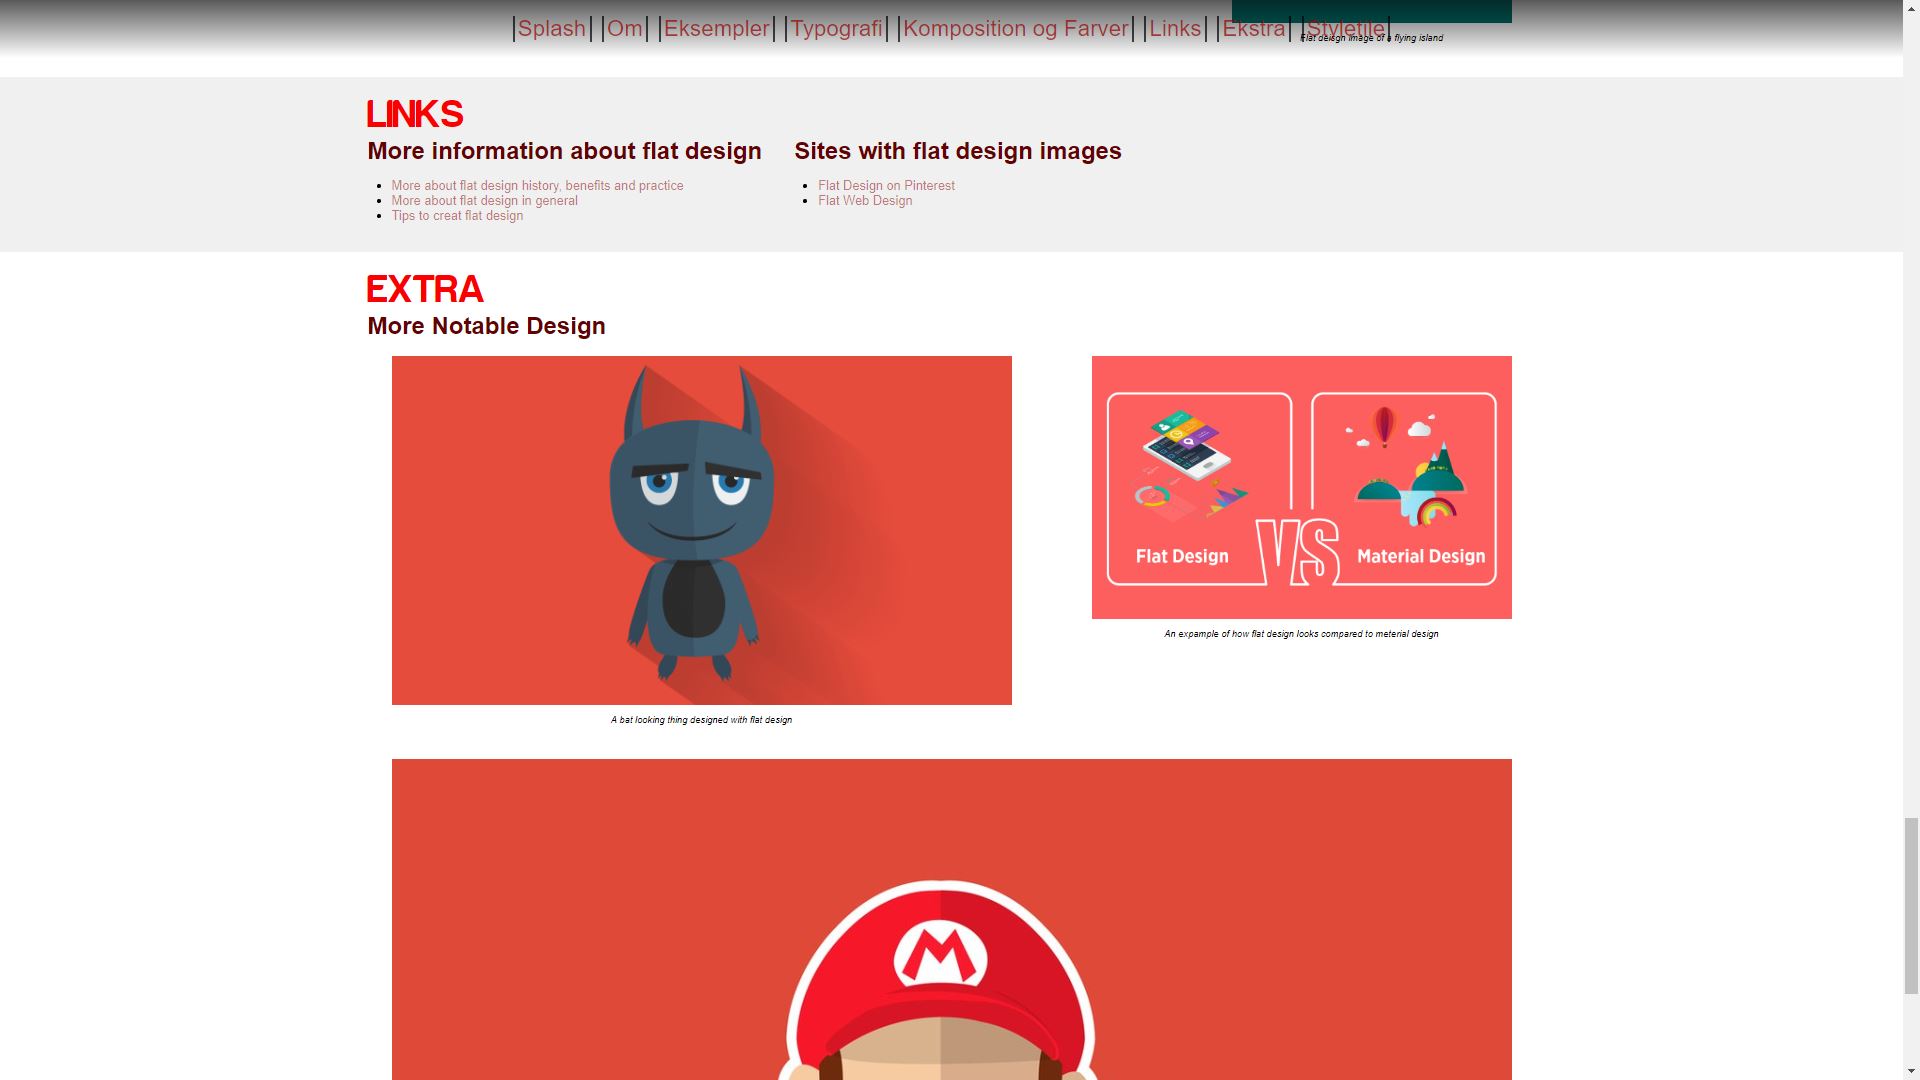 |Splash| |Om| |Eksempler| |Typografi| |Komposition og Farver| |Links| |Ekstra| |Styletile|
Flat deisgn image of a flying island
LINKS
More information about flat design
More about flat design history, benefits and practice
More about flat design in general
Tips to creat flat design
Sites with flat design images
Flat Design on Pinterest
Flat Web Design
EXTRA
More Notable Design
Flat Design
VS
Material Design
An expample of how flat design looks compared to meterial design
A bat looking thing designed with flat design
M